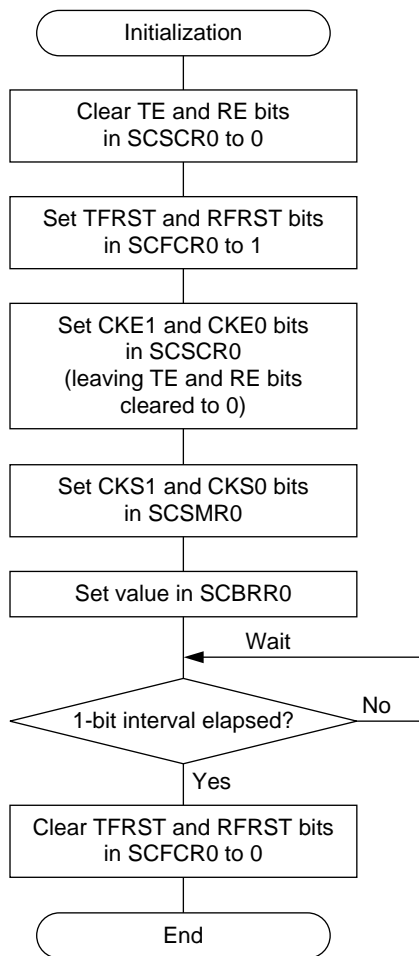 Initialization
Clear TE and RE bits
in SCSCR0 to 0
Set TFRST and RFRST bits
in SCFCR0 to 1
Set CKE1 and CKE0 bits
in SCSCR0
(leaving TE and RE bits
cleared to 0)
Set CKS1 and CKS0 bits
in SCSMR0
Set value in SCBRR0
Wait
1-bit interval elapsed?
No
Yes
Clear TFRST and RFRST bits
in SCFCR0 to 0
End